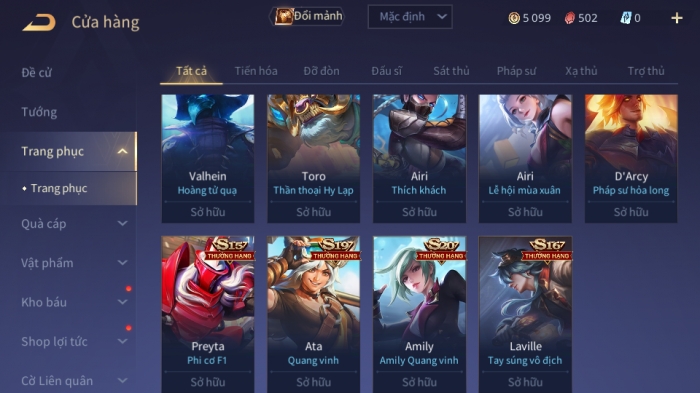 Cửa hàng
Đổi mảnh
Mặc định
5 099
502
0
Đề cử
Tướng
Trang phục
Trang phục
Quà cáp
Vật phẩm
Kho báu
Shop lợi tức
Cờ Liên quân
Tất cả Tiến hóa Đỡ đòn Đấu sĩ Sát thủ Pháp sư Xạ thủ Trợ thủ
Valhein
Hoàng tử quạ
Sở hữu
Toro
Thần thoại Hy Lạp
Sở hữu
Airi
Thích khách
Sở hữu
Airi
Lễ hội mùa xuân
Sở hữu
D'Arcy
Pháp sư hỏa long
Sở hữu
S15
THƯỞNG HẠNG
Preyta
Phi cơ F1
Sở hữu
S19
THƯỞNG HẠNG
Ata
Quang vinh
Sở hữu
S20
THƯỞNG HẠNG
Amily
Amily Quang vinh
Sở hữu
S16
THƯỞNG HẠNG
Laville
Tay súng vô địch
Sở hữu